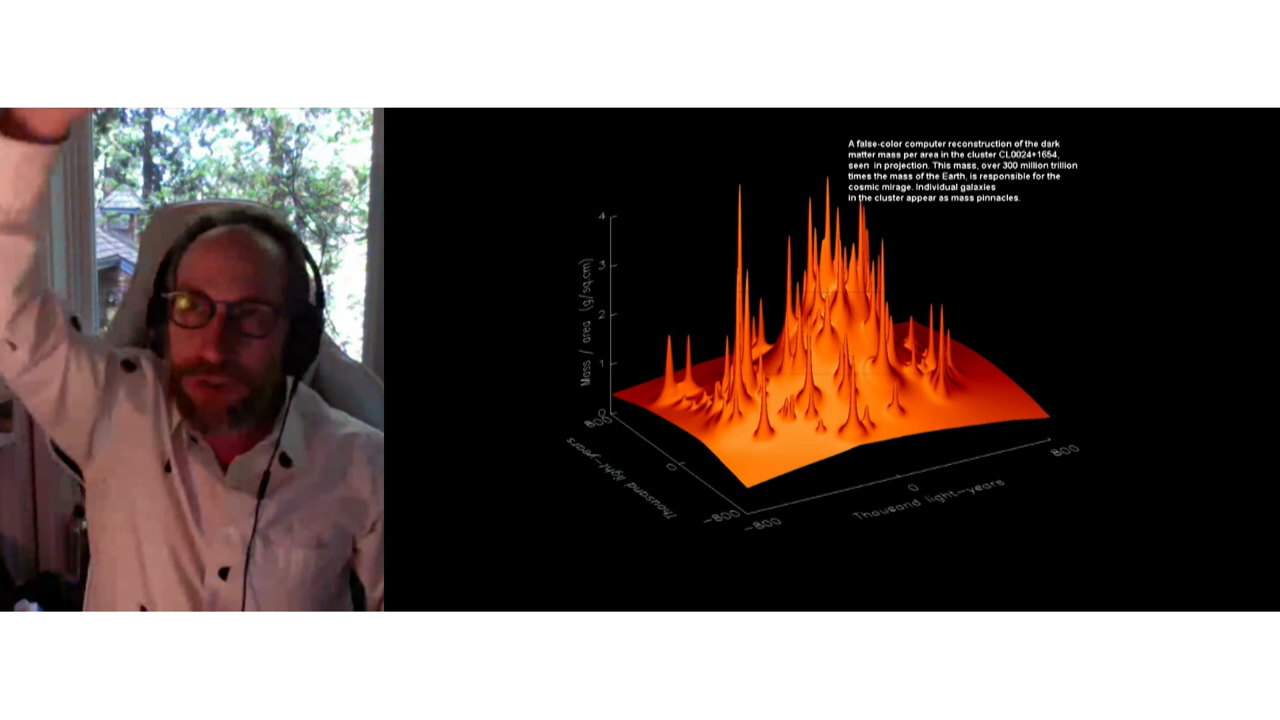 A false-color computer reconstruction of the dark
matter mass per area in the cluster CL0024+1654,
seen in projection. This mass, over 300 million trillion
times the mass of the Earth, is responsible for the
cosmic mirage. Individual galaxies
in the cluster appear as mass pinnacles.
4
3
2
1
0
Mass / area (g/sq.cm)
800
0
-800
Thousand light-years
-800
0
800
Thousand light-years